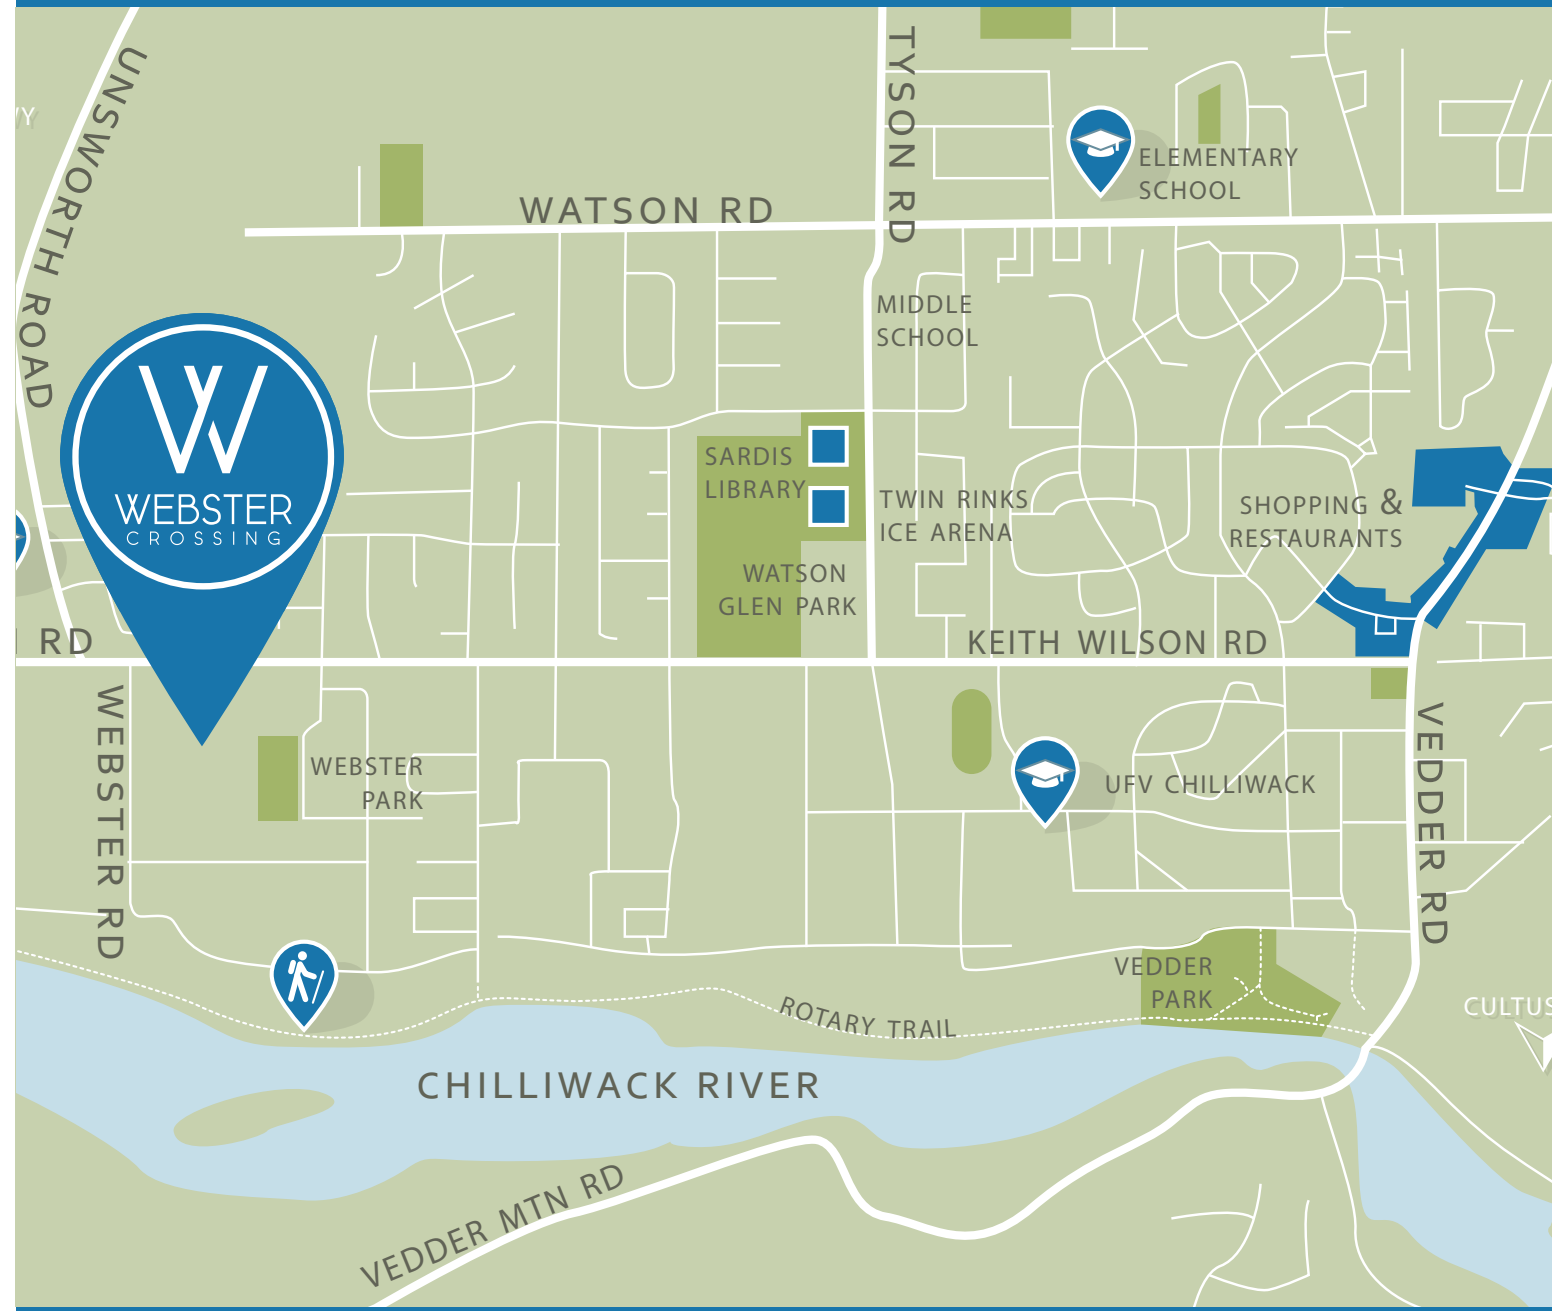 UNSWORTH ROAD
TYSON RD
ELEMENTARY
SCHOOL
WATSON RD
MIDDLE
SCHOOL
WEBSTER
CROSSING
SARDIS
LIBRARY
TWIN RINKS
ICE ARENA
SHOPPING &
RESTAURANTS
WATSON
GLEN PARK
RD
KEITH WILSON RD
WEBSTER RD
WEBSTER
PARK
UFV CHILLIWACK
VEDDER RD
VEDDER
PARK
ROTARY TRAIL
CULTUS
CHILLIWACK RIVER
VEDDER MTN RD